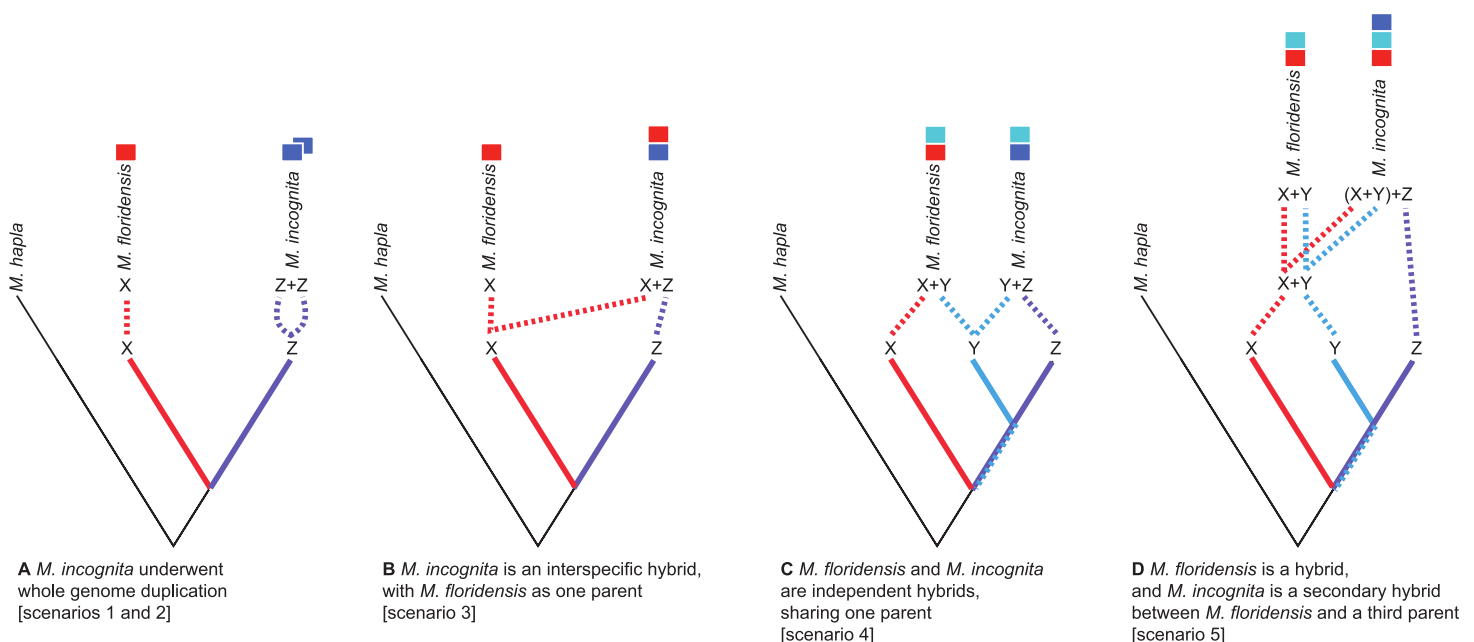 M. hapla
M. floridensis
M. incognita
X
Z+Z
X
Z
A M. incognita underwent
whole genome duplication
[scenarios 1 and 2]
M. hapla
M. floridensis
M. incognita
X
X+Z
X
Z
B M. incognita is an interspecific hybrid,
with M. floridensis as one parent
[scenario 3]
M. hapla
M. floridensis
M. incognita
X+Y
Y+Z
X
Y
Z
C M. floridensis and M. incognita
are independent hybrids,
sharing one parent
[scenario 4]
M. hapla
M. floridensis
M. incognita
X+Y
(X+Y)+Z
X+Y
X
Y
Z
D M. floridensis is a hybrid,
and M. incognita is a secondary hybrid
between M. floridensis and a third parent
[scenario 5]